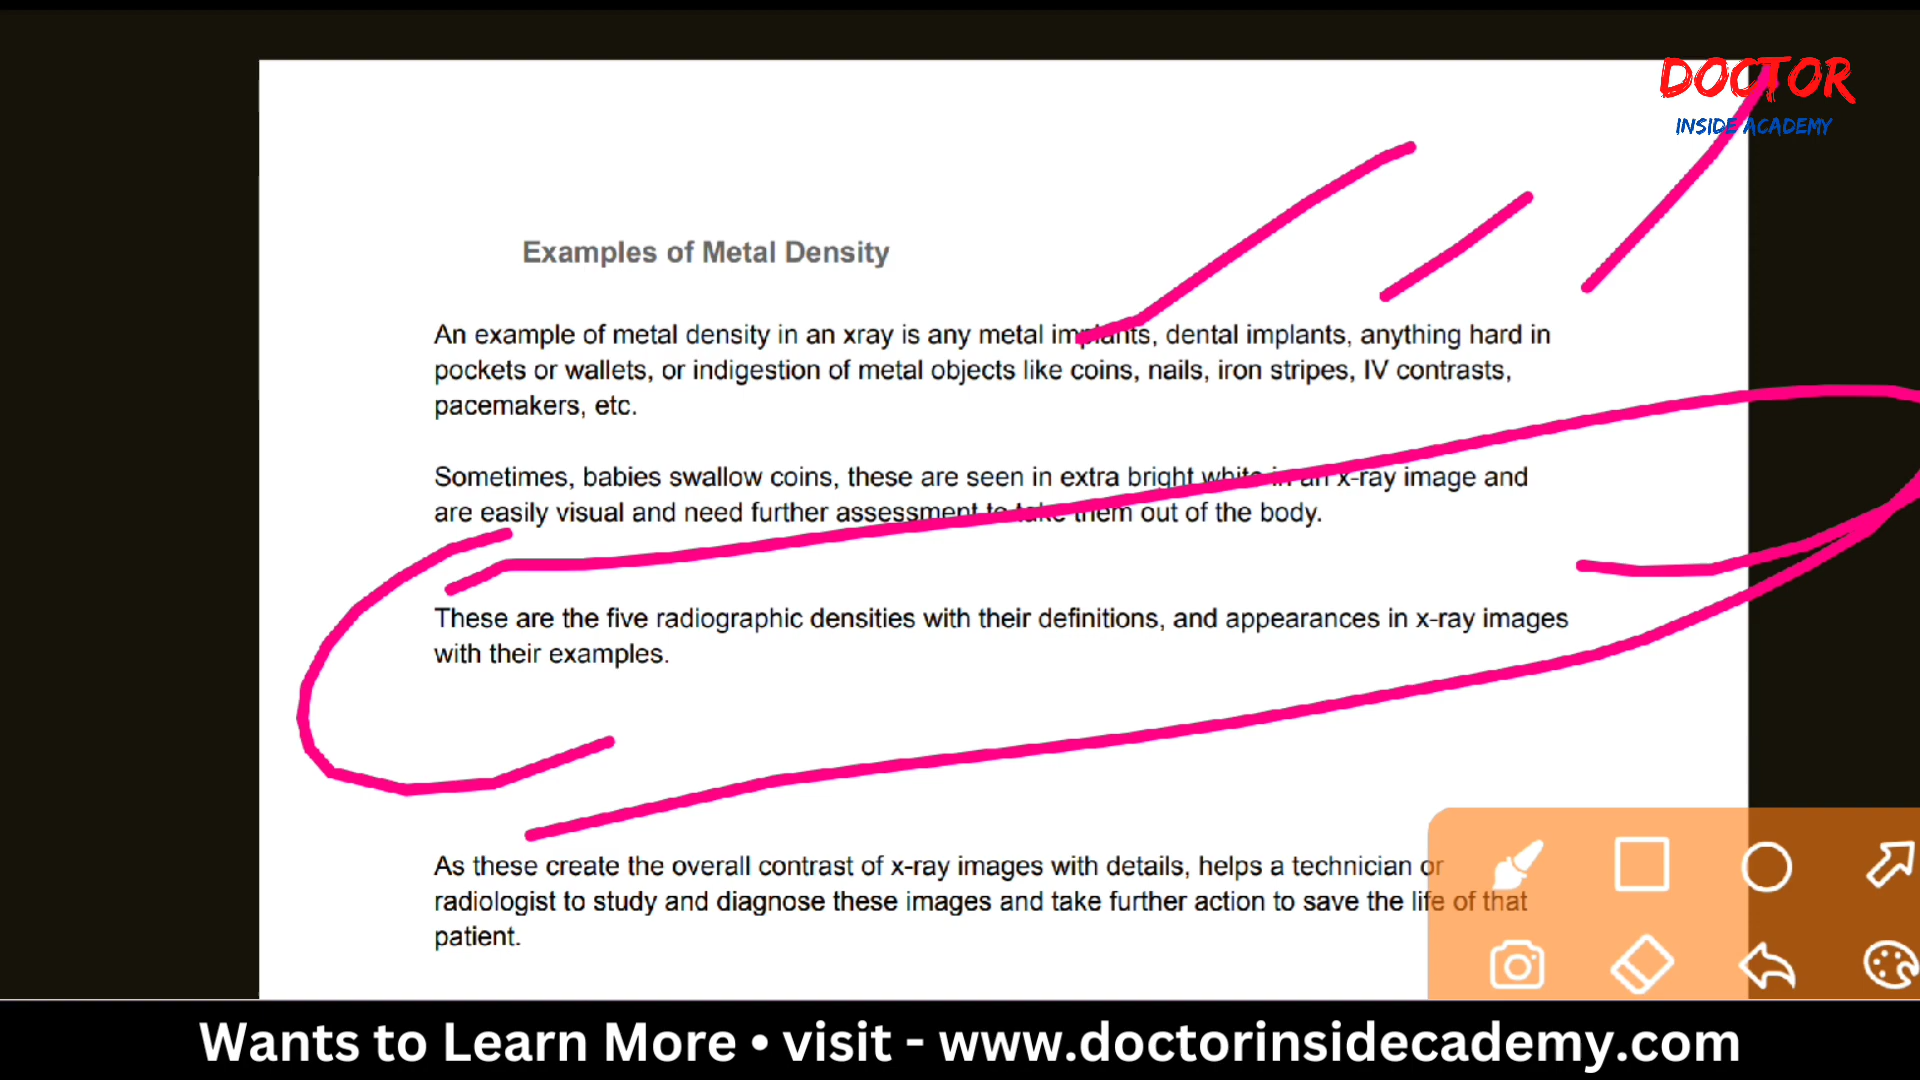 DOCTOR
INSIDE ACADEMY
Examples of Metal Density
An example of metal density in an xray is any metal implants, dental implants, anything hard in
pockets or wallets, or indigestion of metal objects like coins, nails, iron stripes, IV contrasts,
pacemakers, etc.
Sometimes, babies swallow coins, these are seen in extra bright white in an x-ray image and
are easily visual and need further assessment to take them out of the body.
These are the five radiographic densities with their definitions, and appearances in x-ray images
with their examples.
As these create the overall contrast of x-ray images with details, helps a technician or
radiologist to study and diagnose these images and take further action to save the life of that
patient.
Wants to Learn More • visit - www.doctorinsidecademy.com